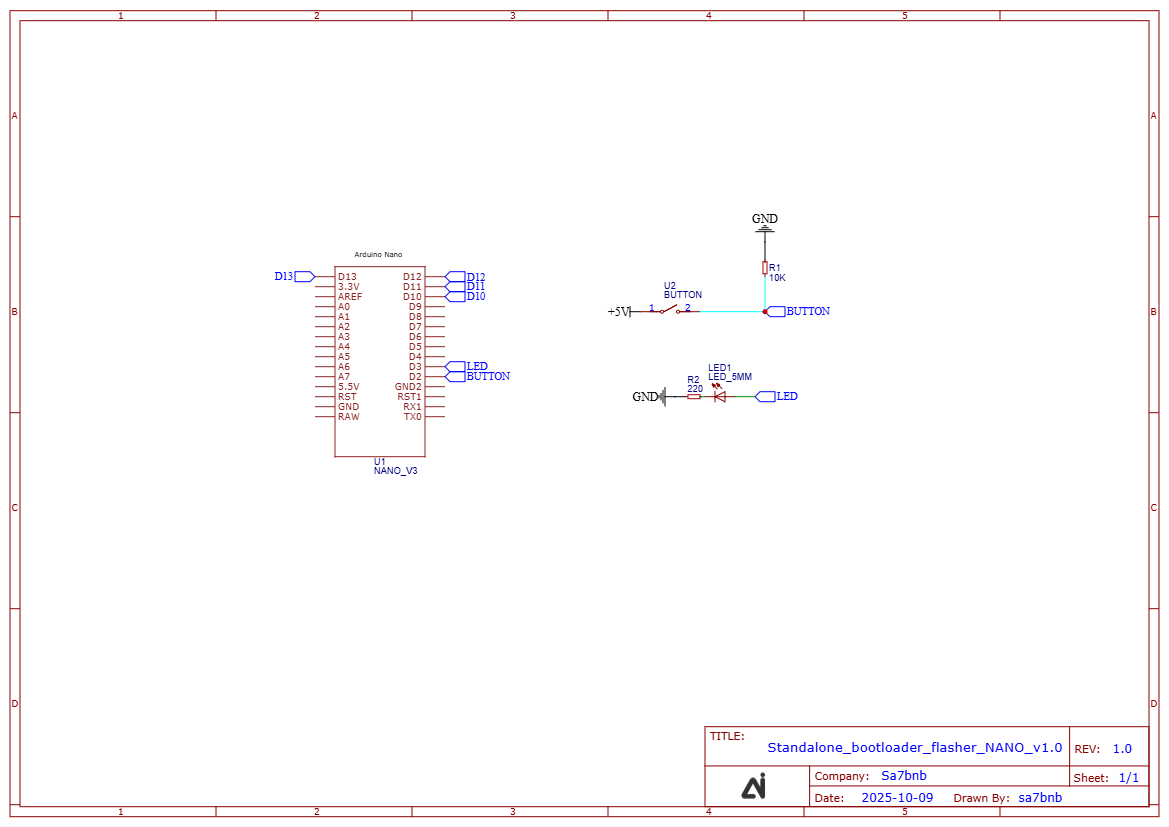 1 2 3 4 5
A A
GND
Arduino Nano
R1
10K
D13 D13 D12 D12
3.3V D11 D11
AREF D10 D10
U2
BUTTON
A0 D9
+5V 1 2 BUTTON
B B
A1 D8
A2 D7
A3 D6
A4 D5
A5 D4
A6 D3 LED
A7 D2 BUTTON
5.5V GND2
RST RST1
GND RX1
RAW TX0
LED1
LED_5MM
R2
220
GND LED
U1
NANO_V3
C C
D D
TITLE:
Standalone_bootloader_flasher_NANO_v1.0
REV: 1.0
Company: Sa7bnb
Sheet: 1/1
Date: 2025-10-09 Drawn By: sa7bnb
1 2 3 4 5